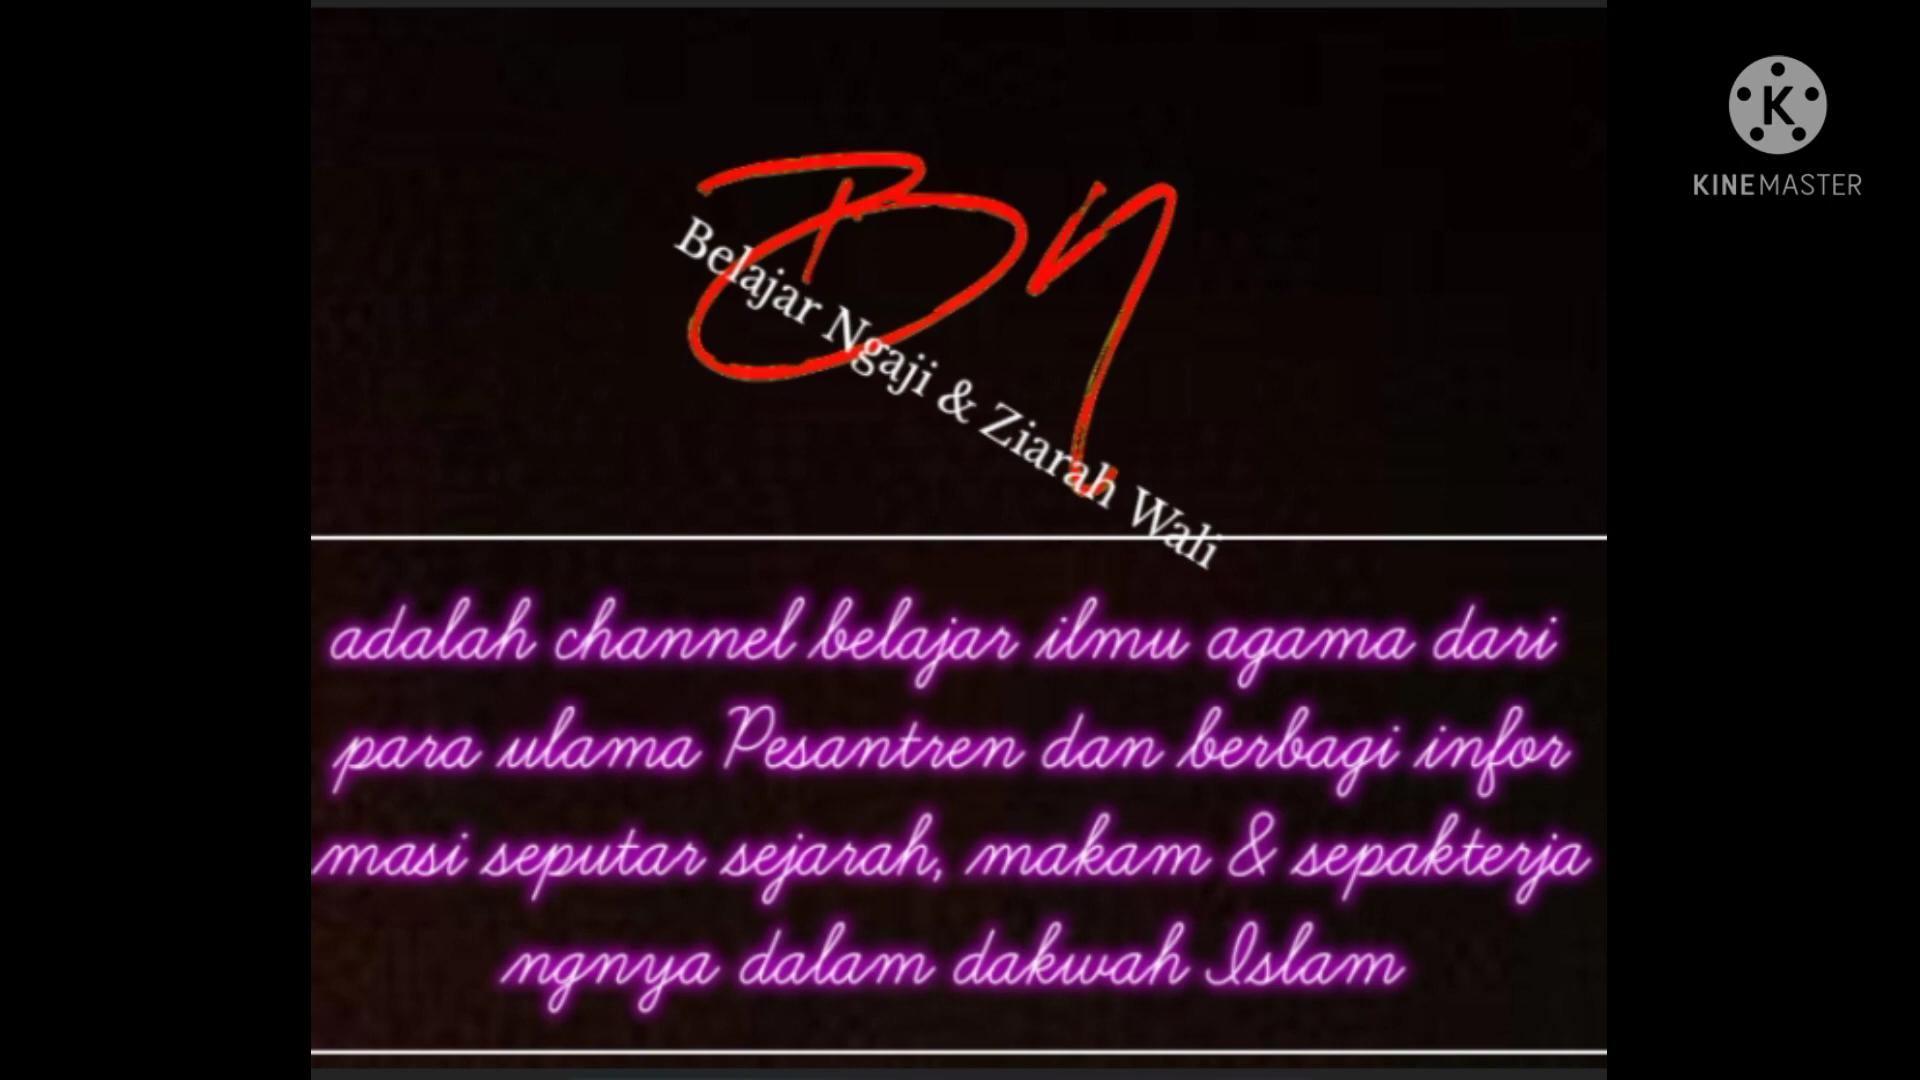 BN
Belajar Ngaji & Ziarah Wali
K
KINEMASTER
adalah channel belajar ilmu agama dari
para ulama Pesantren dan berbagi infor
masi seputar sejarah, makam & sepakterja
ngnya dalam dakwah Islam